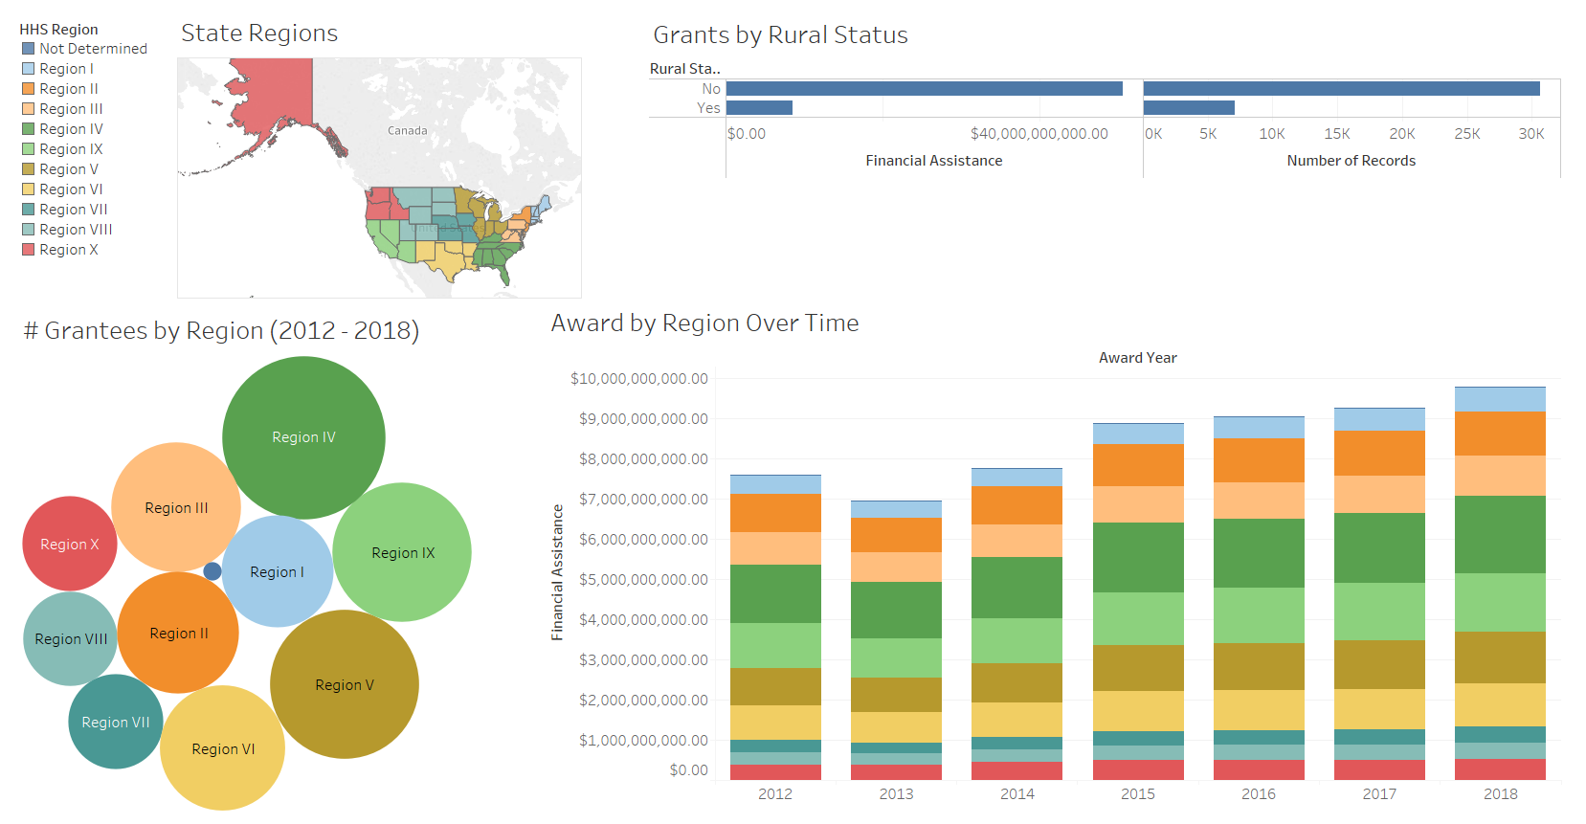 HHS Region
Not Determined
Region I
Region II
Region III
Region IV
Region IX
Region V
Region VI
Region VII
Region VIII
Region X
State Regions
Canada
United States
Grants by Rural Status
Rural Sta..
No
Yes
$0.00
$40,000,000,000.00
0K
5K
10K
15K
20K
25K
30K
Financial Assistance
Number of Records
# Grantees by Region (2012 - 2018)
Region IV
Region III
Region X
Region I
Region IX
Region VIII
Region II
Region V
Region VII
Region VI
Award by Region Over Time
Award Year
$10,000,000,000.00
$9,000,000,000.00
$8,000,000,000.00
$7,000,000,000.00
$6,000,000,000.00
$5,000,000,000.00
$4,000,000,000.00
$3,000,000,000.00
$2,000,000,000.00
$1,000,000,000.00
$0.00
Financial Assistance
2012
2013
2014
2015
2016
2017
2018